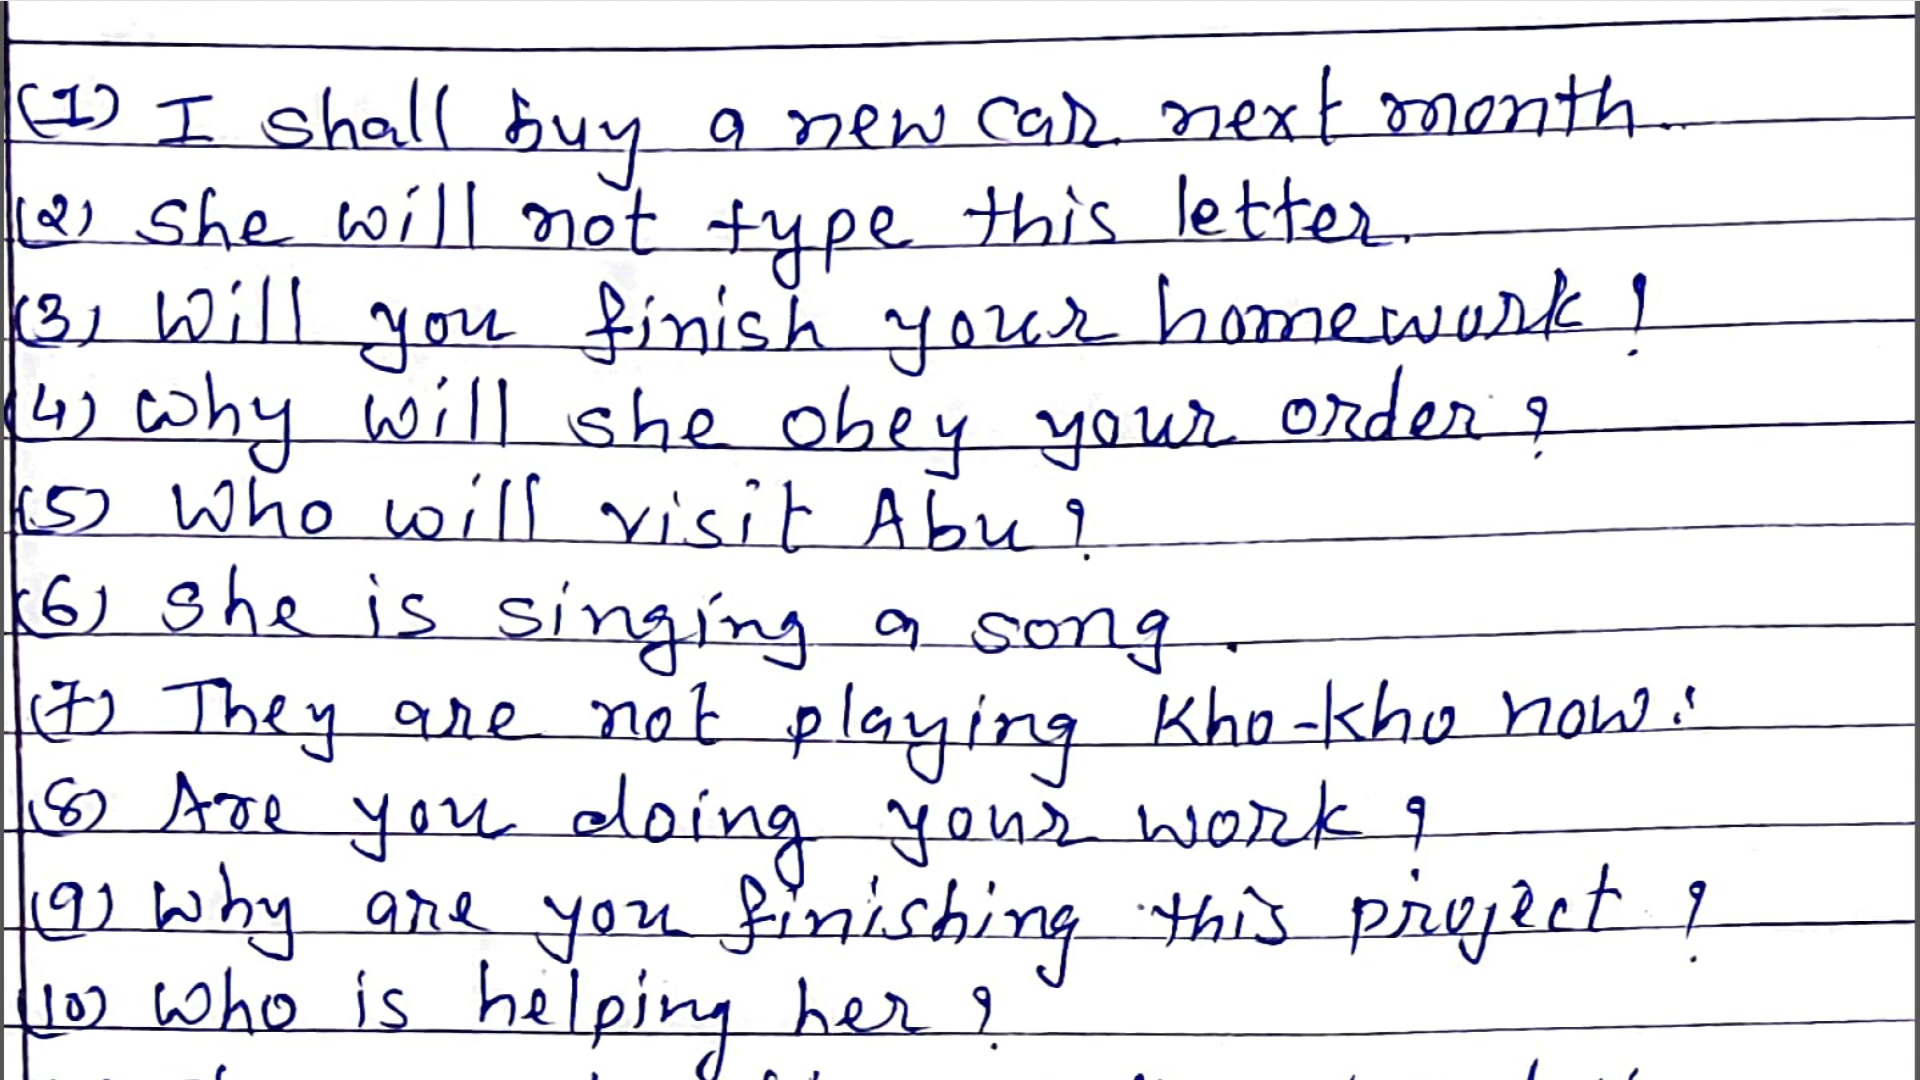 (1) I shall buy a new car next month.
(2) She will not type this letter.
(3) Will you finish your homework?
(4) Why will she obey your order?
(5) Who will visit Abu?
(6) She is singing a song.
(7) They are not playing Kho-kho now.
(8) Are you doing your work?
(9) Why are you finishing this project?
(10) Who is helping her?